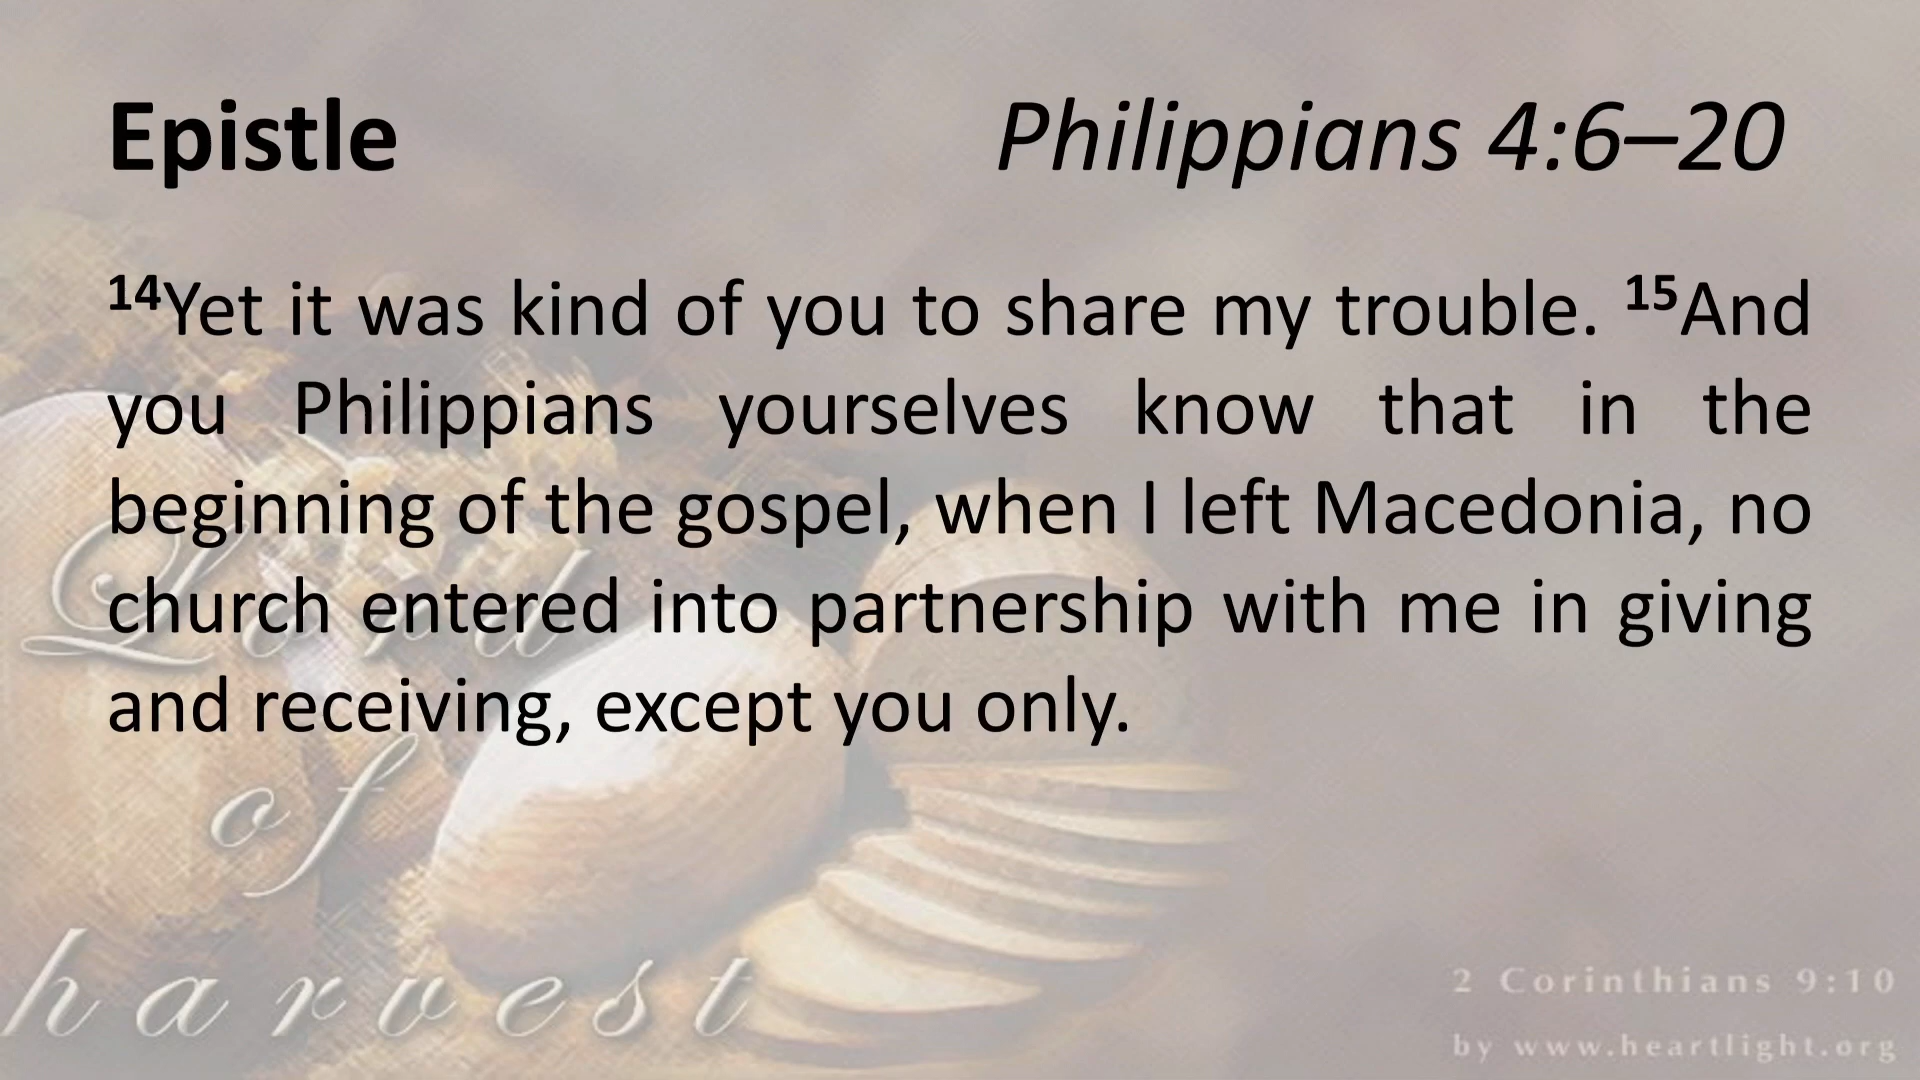 Epistle Philippians 4:6–20
14Yet it was kind of you to share my trouble. 15And
you Philippians yourselves know that in the
beginning of the gospel, when I left Macedonia, no
church entered into partnership with me in giving
and receiving, except you only.
Lord
of
harvest
2 Corinthians 9:10
by www.heartlight.org